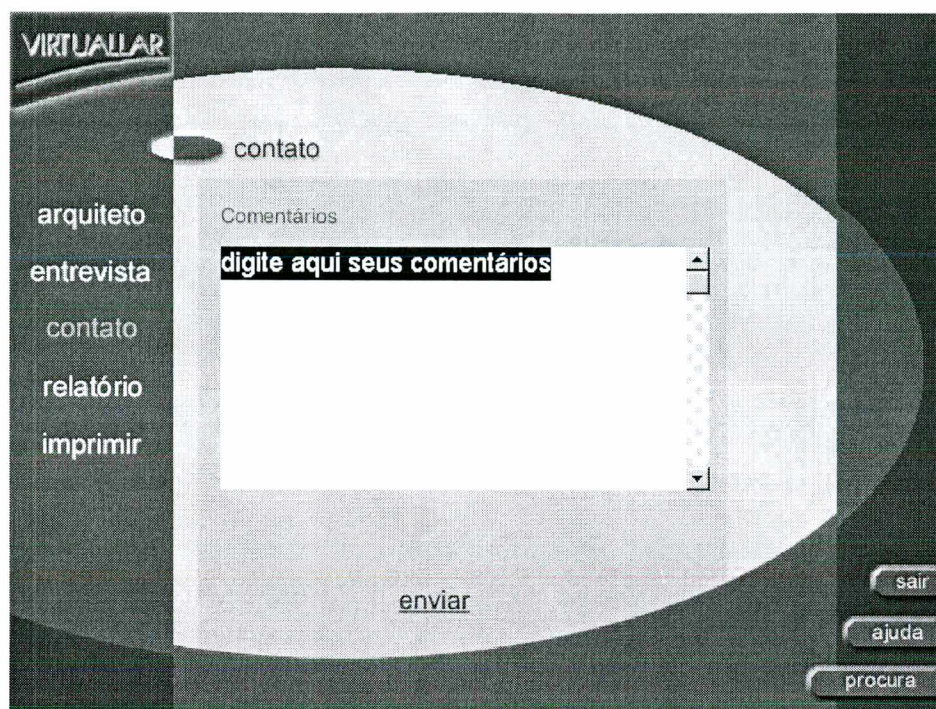 VIRTUALLAR
contato
arquiteto
entrevista
contato
relatório
imprimir
Comentários
digite aqui seus comentários
enviar
sair
ajuda
procura